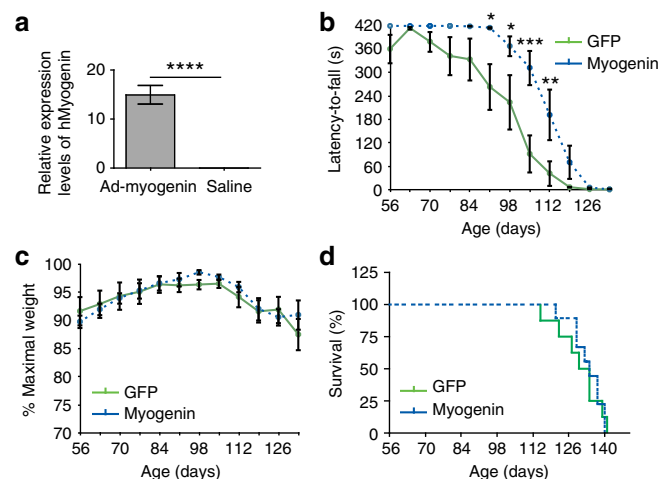 a
Relative expression
levels of hMyogenin
20
10
0
****
Ad-myogenin Saline
b
Latency-to-fall (s)
420
360
300
240
180
120
60
0
* * *** **
GFP
Myogenin
56 70 84 98 112 126
Age (days)
c
% Maximal weight
100
95
90
85
80
75
70
GFP
Myogenin
56 70 84 98 112 126
Age (days)
d
Survival (%)
125
100
75
50
25
0
GFP
Myogenin
56 70 84 98 112 126 140
Age (days)